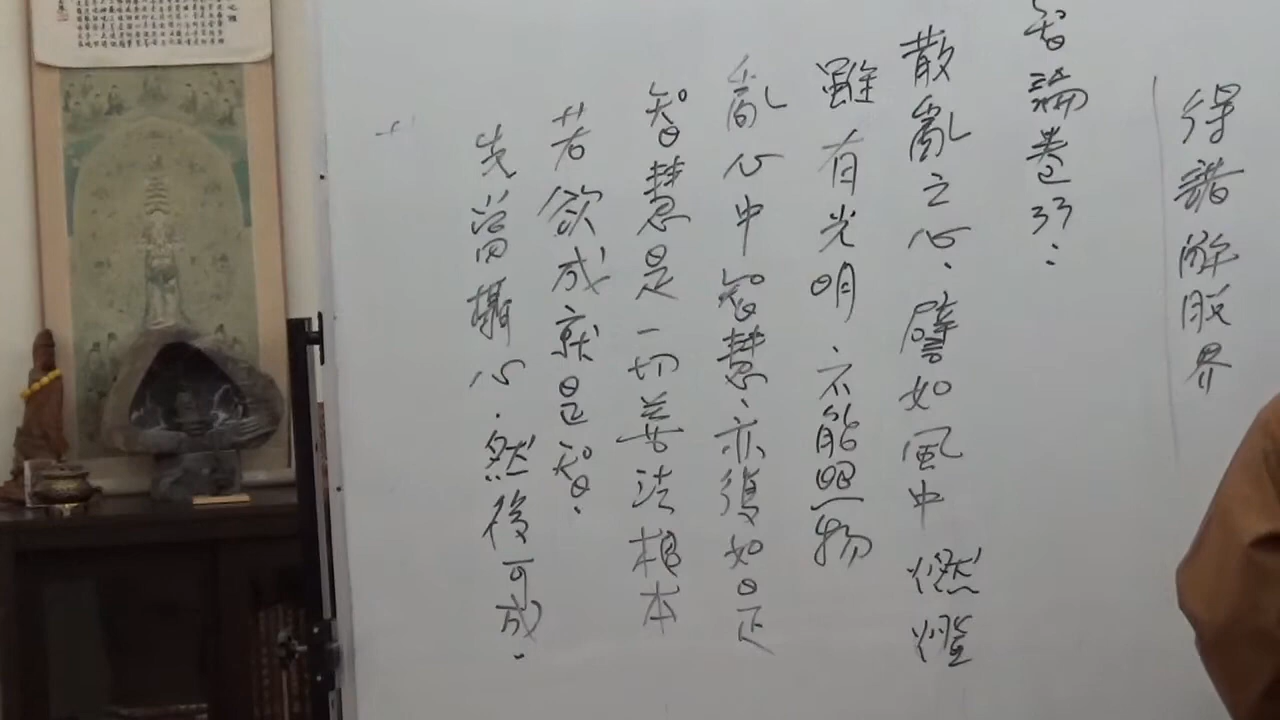 得諸解脫界
智論卷33：
散亂之心、譬如風中燃燈
雖有光明、不能照物
亂心中智慧、亦復如是
智慧是一切善法根本
若欲成就是智。
先當攝心．然後可成．